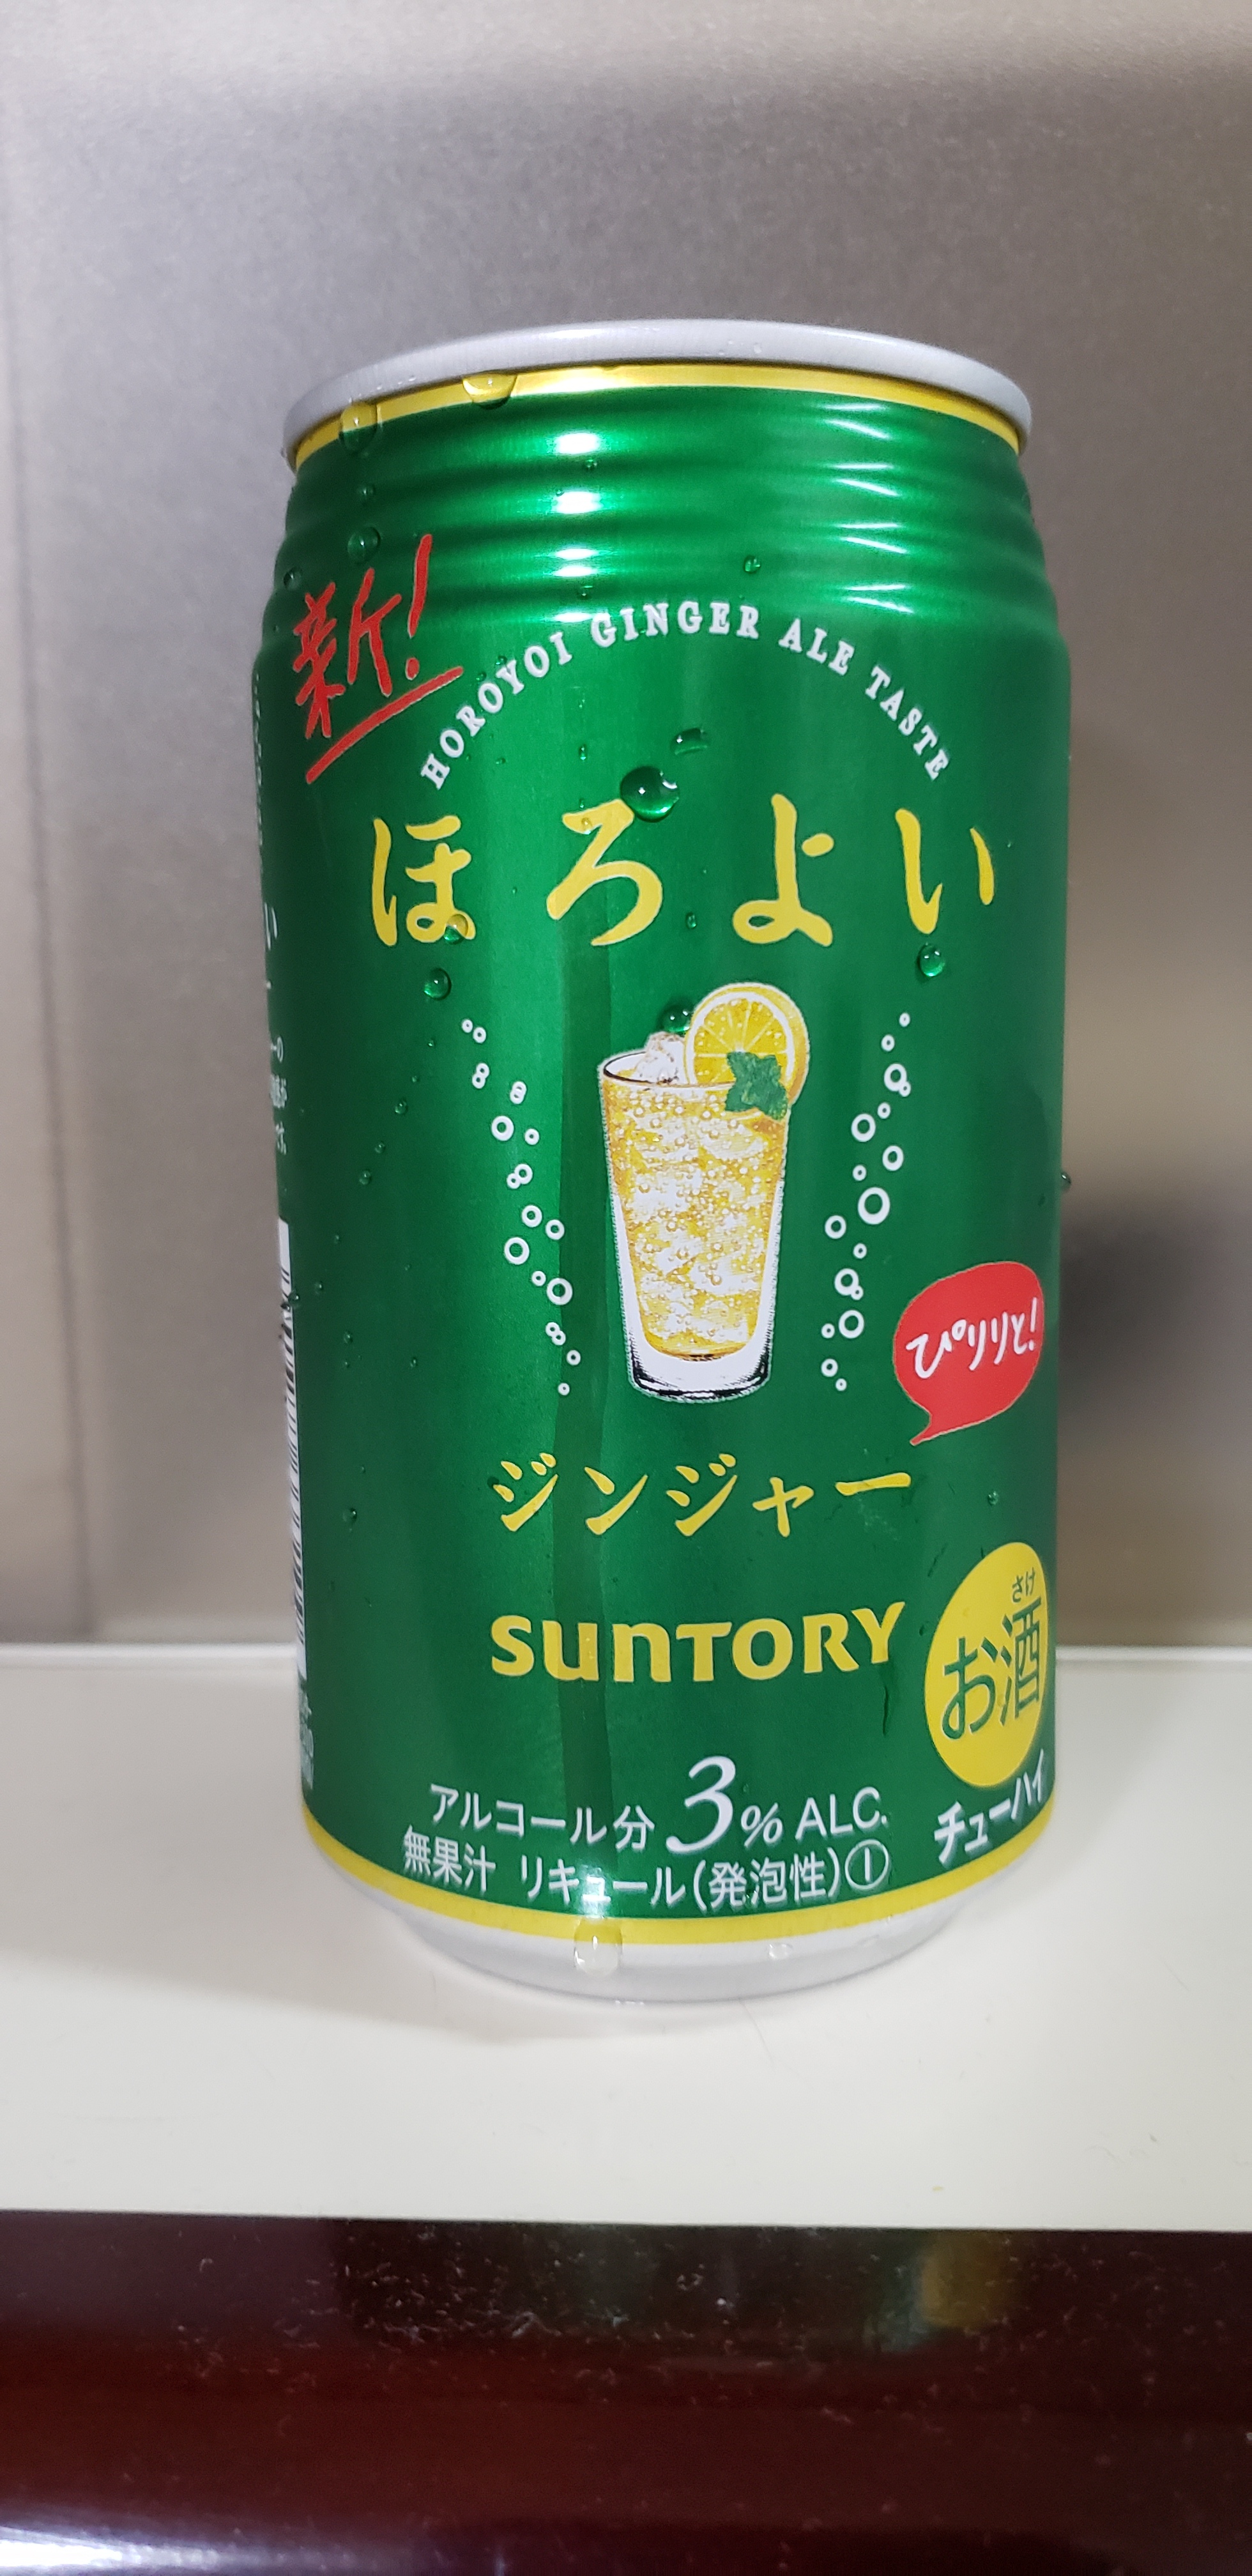 新!
HOROYOI GINGER ALE TASTE
ほろよい
ぴりりと!
ジンジャー
SUNTORY
さけ
お酒
チューハイ
アルコール分 3% ALC.
無果汁 リキュール(発泡性)①